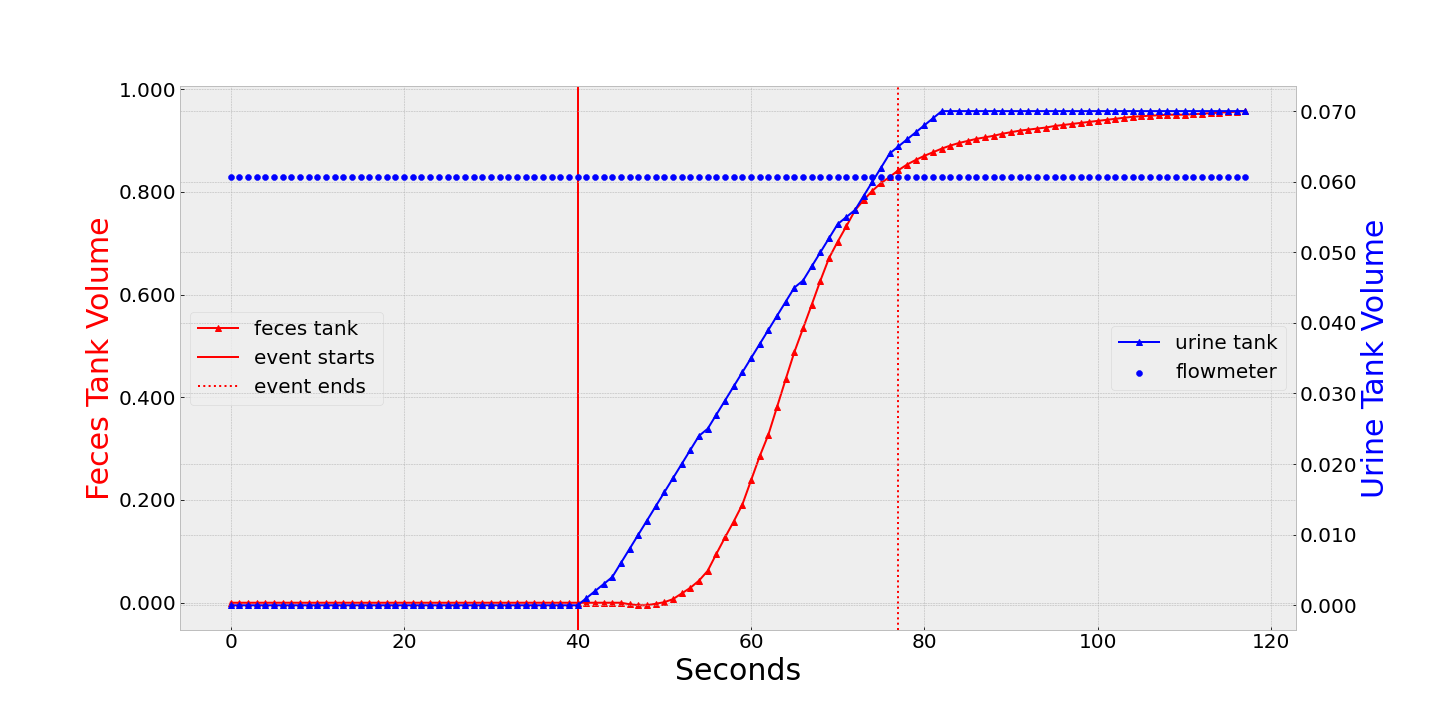 1.000
0.800
0.600
0.400
0.200
0.000
Feces Tank Volume
feces tank
event starts
event ends
0.070
0.060
0.050
0.040
0.030
0.020
0.010
0.000
Urine Tank Volume
urine tank
flowmeter
0 20 40 60 80 100 120
Seconds